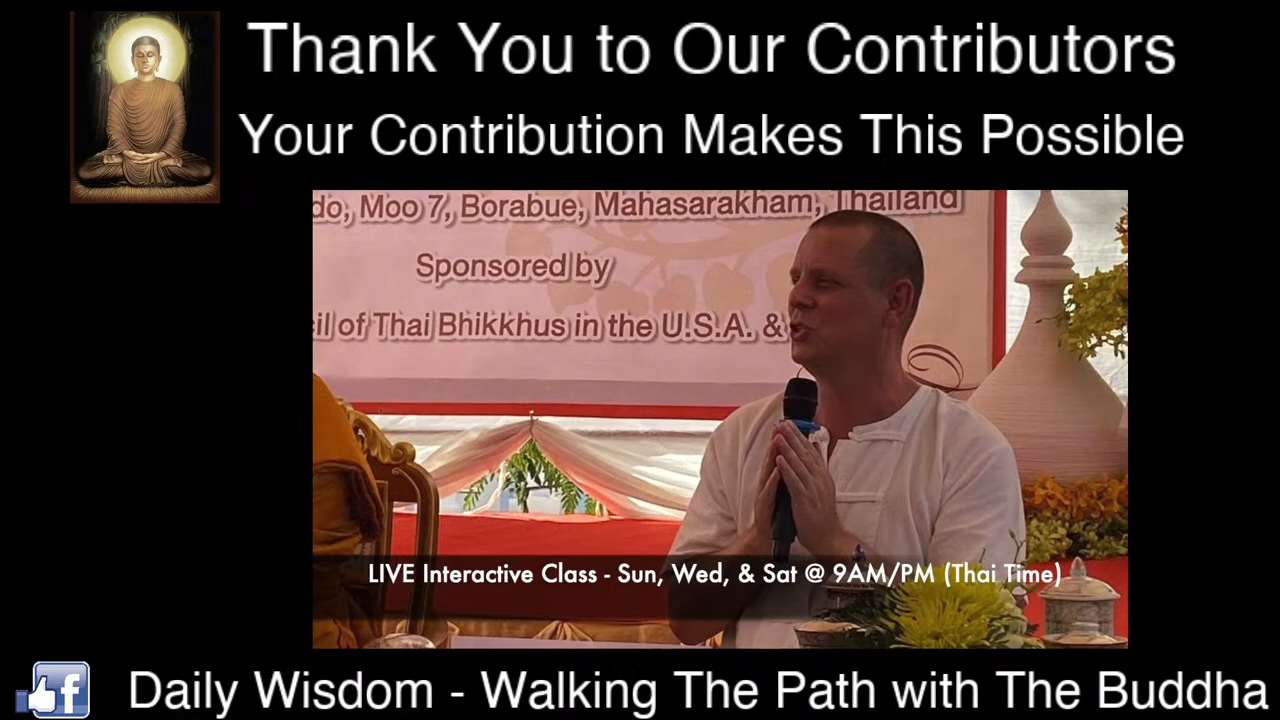 Thank You to Our Contributors
Your Contribution Makes This Possible
do, Moo 7, Borabue, Mahasarakham, Thailand
Sponsored by
il of Thai Bhikkhus in the U.S.A. &
LIVE Interactive Class - Sun, Wed, & Sat @ 9AM/PM (Thai Time)
Daily Wisdom - Walking The Path with The Buddha